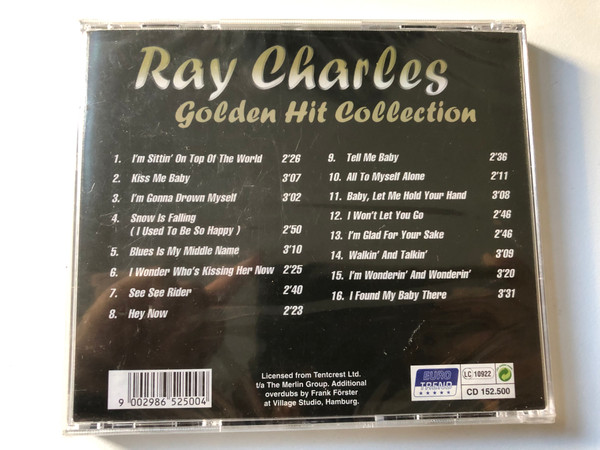 Ray Charles
Golden Hit Collection
1. I'm Sittin' On Top Of The World 2'26
2. Kiss Me Baby 3'07
3. I'm Gonna Drown Myself 3'02
4. Snow Is Falling
( I Used To Be So Happy ) 2'50
5. Blues Is My Middle Name 3'10
6. I Wonder Who's Kissing Her Now 2'25
7. See See Rider 2'40
8. Hey Now 2'23
9. Tell Me Baby 2'36
10. All To Myself Alone 2'11
11. Baby, Let Me Hold Your Hand 3'08
12. I Won't Let You Go 2'46
13. I'm Glad For Your Sake 2'46
14. Walkin' And Talkin' 3'09
15. I'm Wonderin' And Wonderin' 3'20
16. I Found My Baby There 3'31
9 002986 525004
Licensed from Tentcrest Ltd.
t/a The Merlin Group. Additional
overdubs by Frank Förster
at Village Studio, Hamburg.
EURO
TREND
LC 10922
CD 152.500